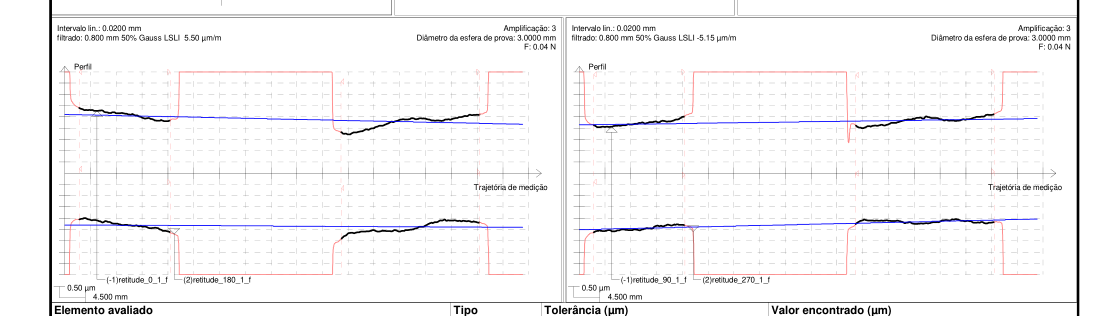 Intervalo lin.: 0.0200 mm
Amplificação: 3
filtrado: 0.800 mm 50% Gauss LSLI  5.50 µm/m
Diâmetro da esfera de prova: 3.0000 mm
F: 0.04 N
Perfil
Trajetória de medição
(-1)retitude_0_1_f
(2)retitude_180_1_f
0.50 µm
4.500 mm
Intervalo lin.: 0.0200 mm
Amplificação: 3
filtrado: 0.800 mm 50% Gauss LSLI -5.15 µm/m
Diâmetro da esfera de prova: 3.0000 mm
F: 0.04 N
Perfil
Trajetória de medição
(-1)retitude_90_1_f
(2)retitude_270_1_f
0.50 µm
4.500 mm
Elemento avaliado
Tipo
Tolerância (µm)
Valor encontrado (µm)